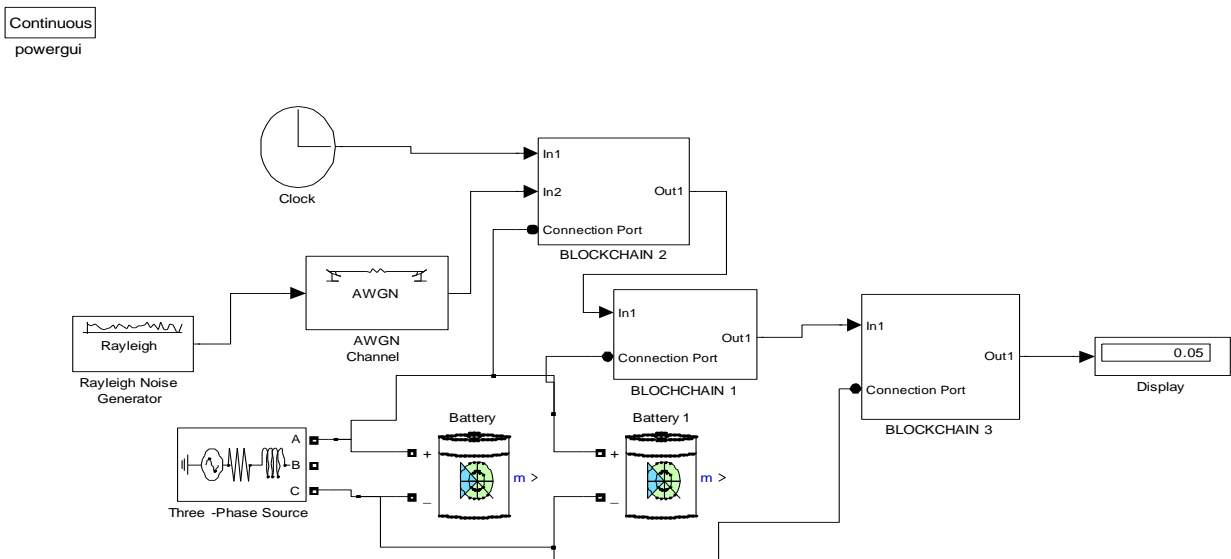 Continuous
powergui
Clock
In1
In2
Out1
Connection Port
BLOCKCHAIN 2
AWGN
AWGN
Channel
Rayleigh
Rayleigh Noise
Generator
In1
Out1
Connection Port
BLOCHCHAIN 1
In1
Out1
Connection Port
BLOCKCHAIN 3
0.05
Display
A
B
C
Three -Phase Source
Battery
+
_
m >
Battery 1
+
_
m >